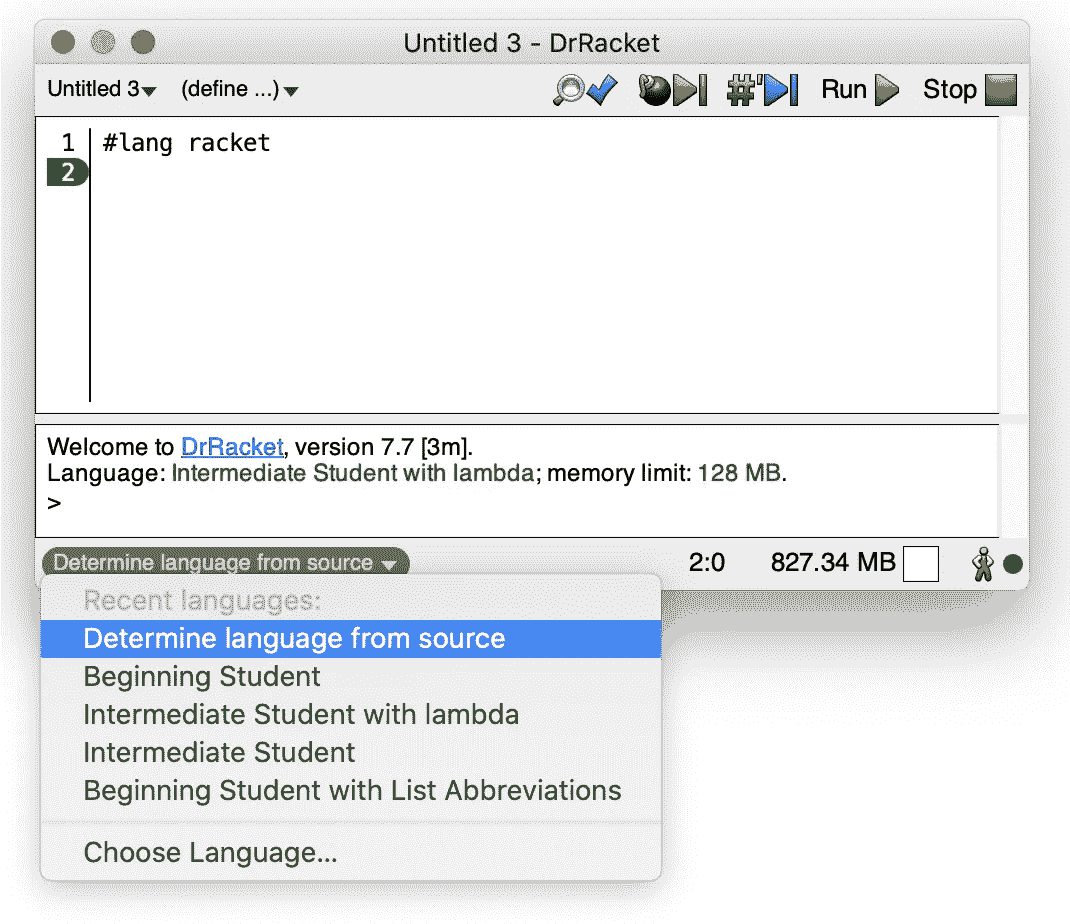 Untitled 3 - DrRacket
Untitled 3 (define ...) Run Stop
1 #lang racket
2
Welcome to DrRacket, version 7.7 [3m].
Language: Intermediate Student with lambda; memory limit: 128 MB.
>
Determine language from source 2:0 827.34 MB
Recent languages:
Determine language from source
Beginning Student
Intermediate Student with lambda
Intermediate Student
Beginning Student with List Abbreviations
Choose Language...